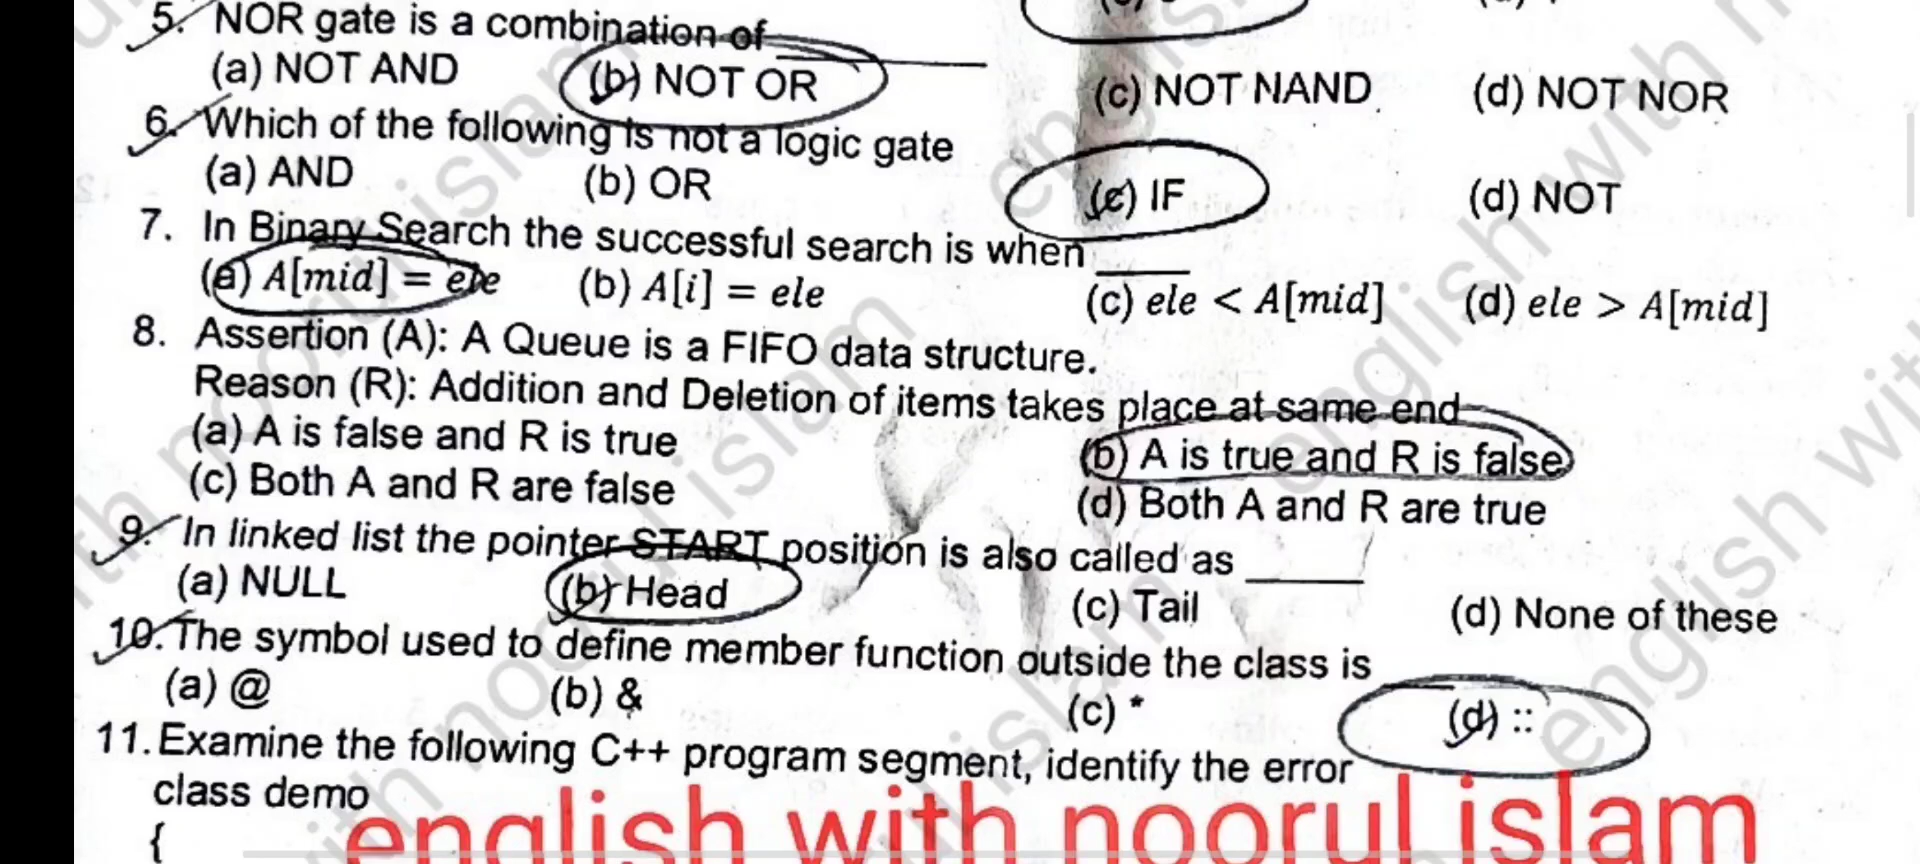 5. NOR gate is a combination of ________
(a) NOT AND (b) NOT OR (c) NOT NAND (d) NOT NOR
6. Which of the following is not a logic gate
(a) AND (b) OR (c) IF (d) NOT
7. In Binary Search the successful search is when ____
(a) A[mid] = ele (b) A[i] = ele (c) ele < A[mid] (d) ele > A[mid]
8. Assertion (A): A Queue is a FIFO data structure.
Reason (R): Addition and Deletion of items takes place at same end
(a) A is false and R is true (b) A is true and R is false
(c) Both A and R are false (d) Both A and R are true
9. In linked list the pointer START position is also called as _____
(a) NULL (b) Head (c) Tail (d) None of these
10. The symbol used to define member function outside the class is
(a) @ (b) & (c) * (d) ::
11. Examine the following C++ program segment, identify the error
class demo
{
english with noorul islam